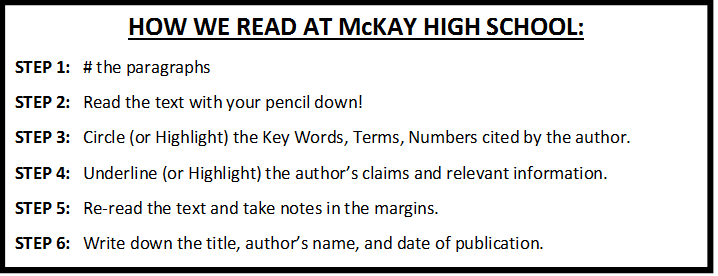 HOW WE READ AT McKAY HIGH SCHOOL:
STEP 1: # the paragraphs
STEP 2: Read the text with your pencil down!
STEP 3: Circle (or Highlight) the Key Words, Terms, Numbers cited by the author.
STEP 4: Underline (or Highlight) the author’s claims and relevant information.
STEP 5: Re-read the text and take notes in the margins.
STEP 6: Write down the title, author’s name, and date of publication.